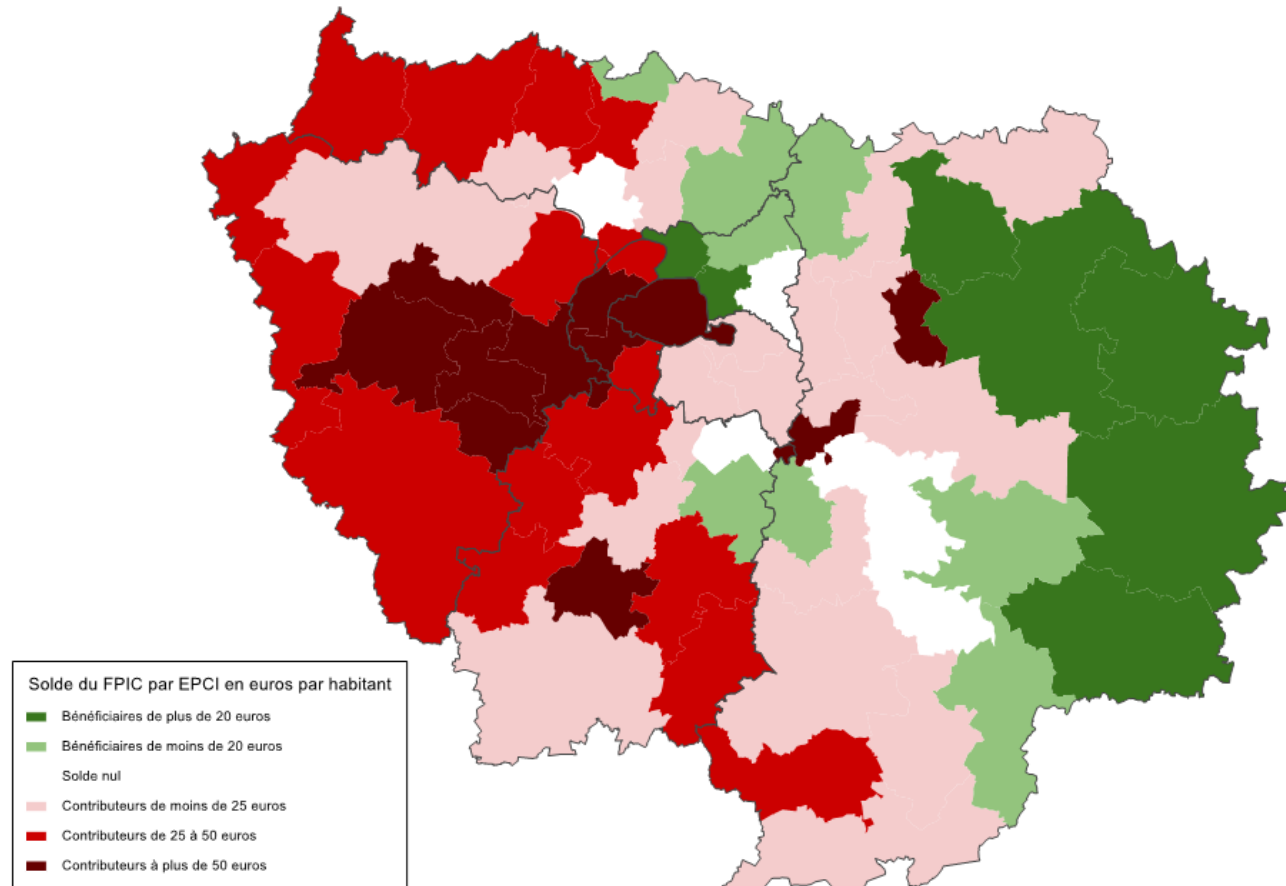 Solde du FPIC par EPCI en euros par habitant
Bénéficiaires de plus de 20 euros
Bénéficiaires de moins de 20 euros
Solde nul
Contributeurs de moins de 25 euros
Contributeurs de 25 à 50 euros
Contributeurs à plus de 50 euros